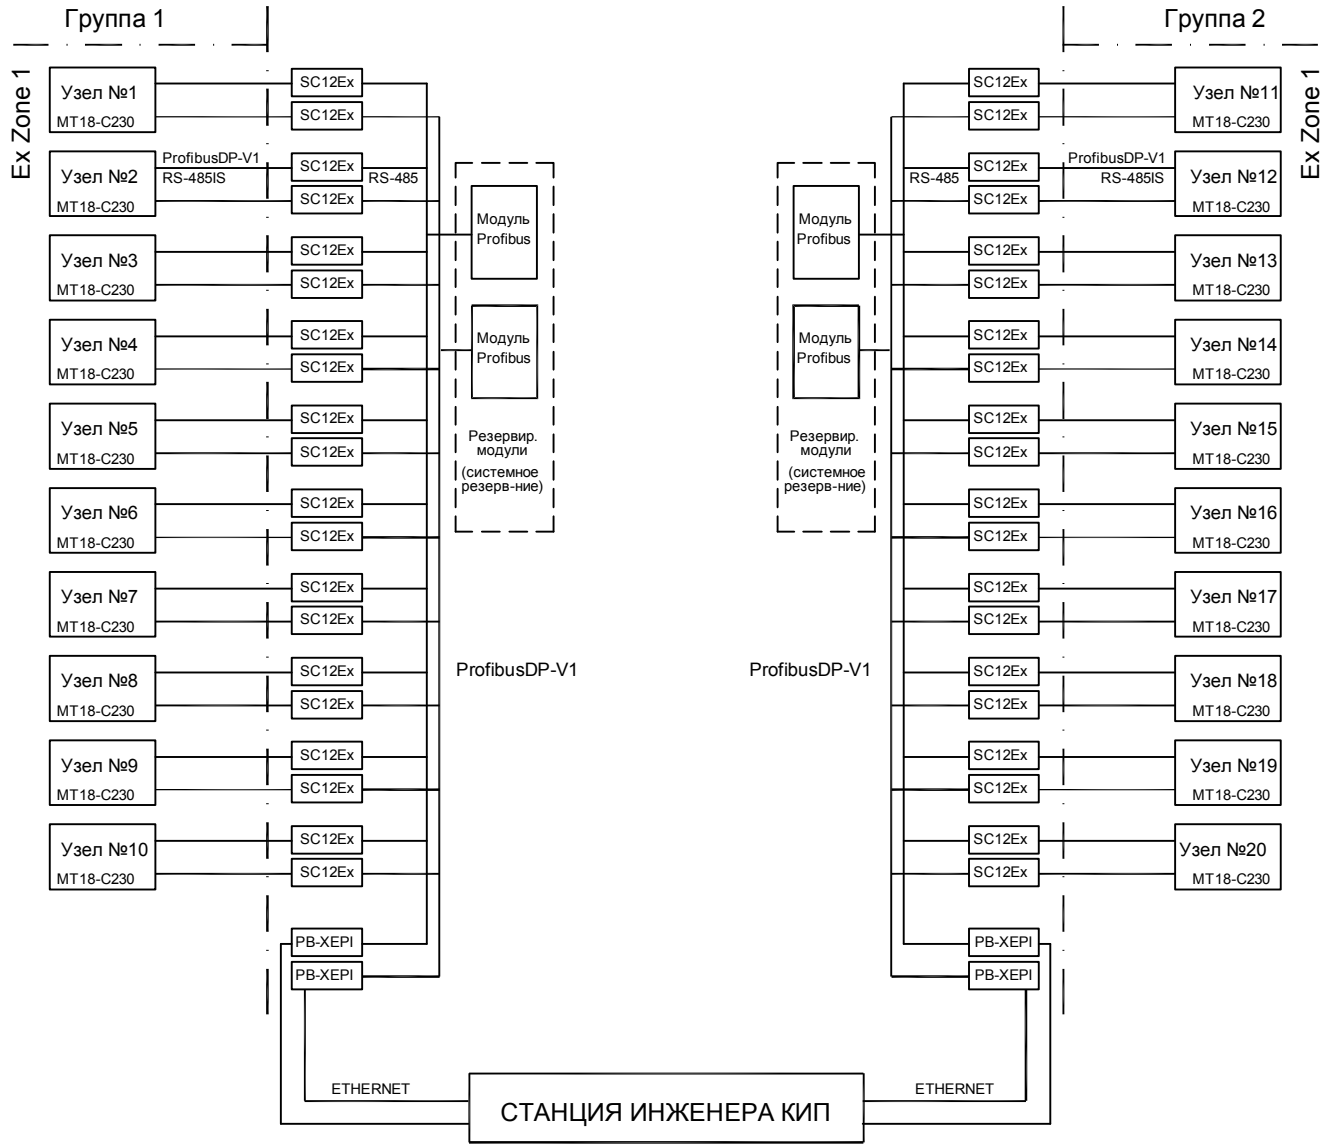 Группа 1
Группа 2
Ex Zone 1
Ex Zone 1
Узел №1
MT18-C230
SC12Ex
SC12Ex
Узел №2
MT18-C230
ProfibusDP-V1
RS-485IS
SC12Ex
SC12Ex
RS-485
Узел №3
MT18-C230
SC12Ex
SC12Ex
Узел №4
MT18-C230
SC12Ex
SC12Ex
Узел №5
MT18-C230
SC12Ex
SC12Ex
Узел №6
MT18-C230
SC12Ex
SC12Ex
Узел №7
MT18-C230
SC12Ex
SC12Ex
Узел №8
MT18-C230
SC12Ex
SC12Ex
Узел №9
MT18-C230
SC12Ex
SC12Ex
Узел №10
MT18-C230
SC12Ex
SC12Ex
PB-XEPI
PB-XEPI
Модуль
Profibus
Модуль
Profibus
Резервир.
модули
(системное
резерв-ние)
ProfibusDP-V1
Модуль
Profibus
Модуль
Profibus
Резервир.
модули
(системное
резерв-ние)
ProfibusDP-V1
SC12Ex
SC12Ex
Узел №11
MT18-C230
RS-485
SC12Ex
SC12Ex
ProfibusDP-V1
RS-485IS
Узел №12
MT18-C230
SC12Ex
SC12Ex
Узел №13
MT18-C230
SC12Ex
SC12Ex
Узел №14
MT18-C230
SC12Ex
SC12Ex
Узел №15
MT18-C230
SC12Ex
SC12Ex
Узел №16
MT18-C230
SC12Ex
SC12Ex
Узел №17
MT18-C230
SC12Ex
SC12Ex
Узел №18
MT18-C230
SC12Ex
SC12Ex
Узел №19
MT18-C230
SC12Ex
SC12Ex
Узел №20
MT18-C230
PB-XEPI
PB-XEPI
ETHERNET
СТАНЦИЯ ИНЖЕНЕРА КИП
ETHERNET